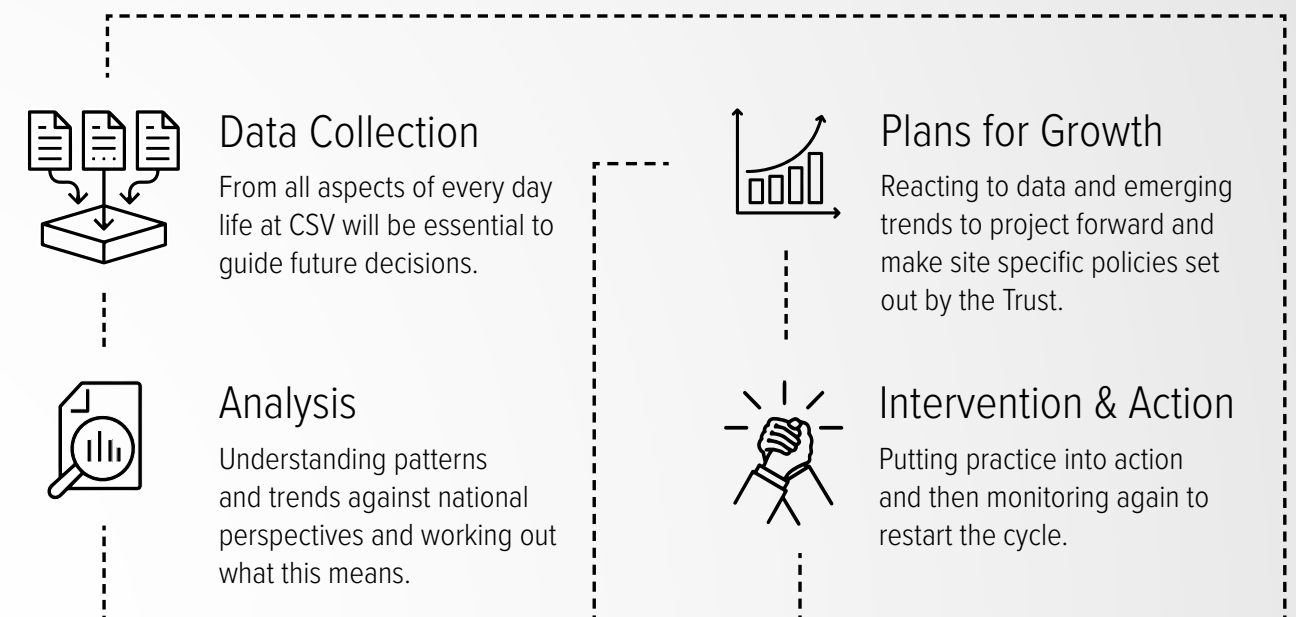 Data Collection
From all aspects of every day
life at CSV will be essential to
guide future decisions.
Analysis
Understanding patterns
and trends against national
perspectives and working out
what this means.
Plans for Growth
Reacting to data and emerging
trends to project forward and
make site specific policies set
out by the Trust.
Intervention & Action
Putting practice into action
and then monitoring again to
restart the cycle.